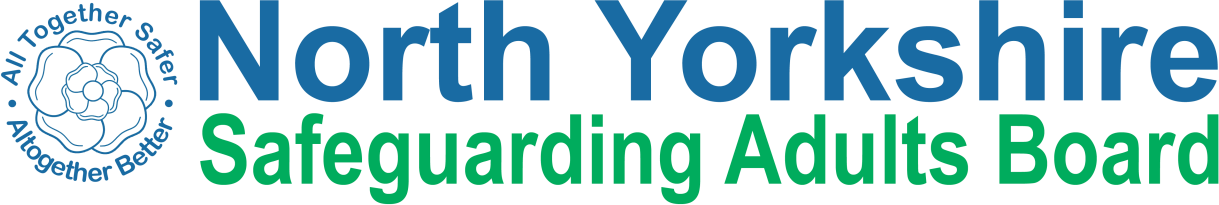 All Together Safer
• Altogether Better •
North Yorkshire
Safeguarding Adults Board